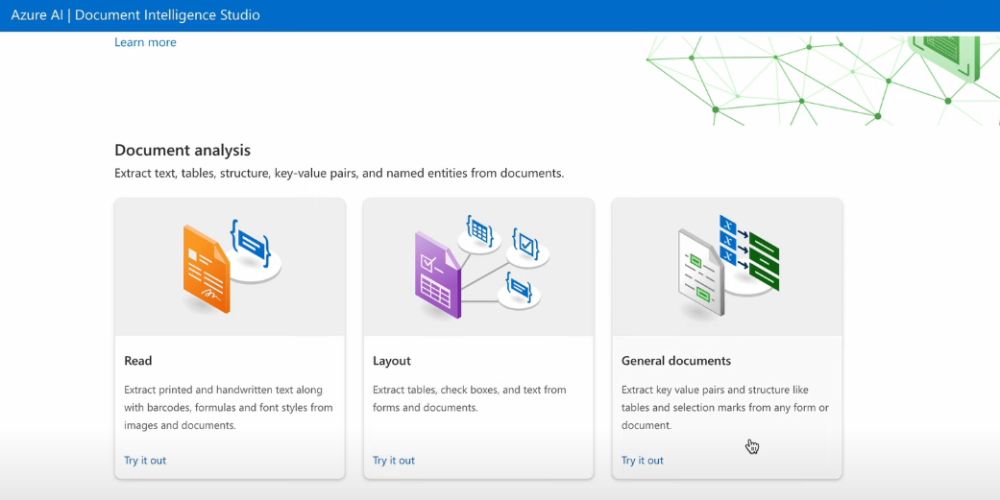 Azure AI | Document Intelligence Studio
Learn more
Document analysis
Extract text, tables, structure, key-value pairs, and named entities from documents.
Read
Extract printed and handwritten text along
with barcodes, formulas and font styles from
images and documents.
Try it out
Layout
Extract tables, check boxes, and text from
forms and documents.
Try it out
General documents
Extract key value pairs and structure like
tables and selection marks from any form or
document.
Try it out